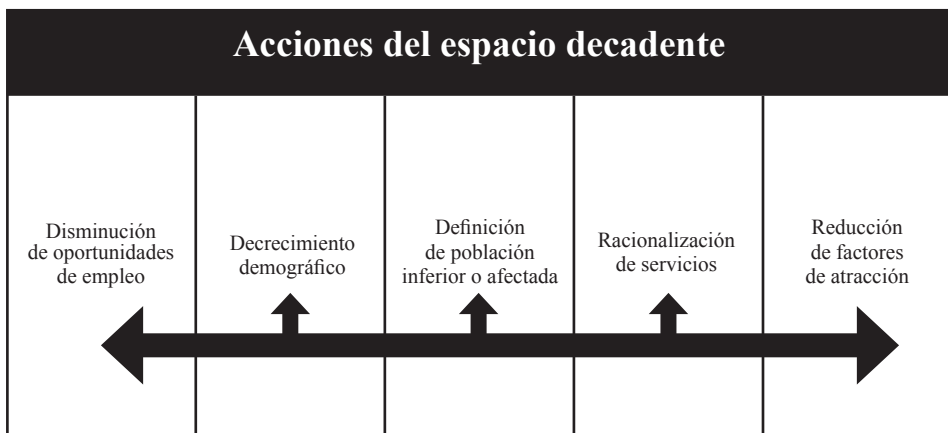 Acciones del espacio decadente
Disminución
de oportunidades
de empleo
Decrecimiento
demográfico
Definición
de población
inferior o afectada
Racionalización
de servicios
Reducción
de factores
de atracción